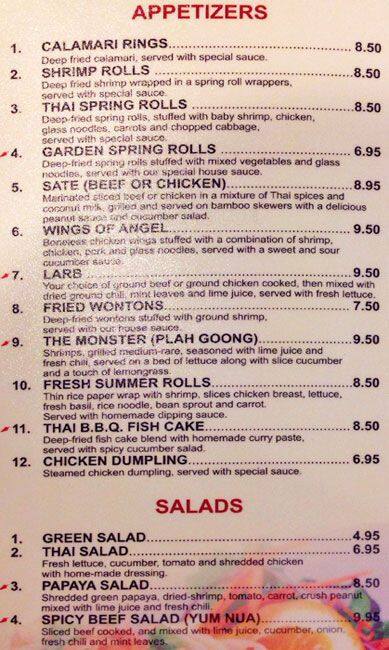 APPETIZERS
1. CALAMARI RINGS 8.50
Deep fried calamari, served with special sauce.
2. SHRIMP ROLLS 8.50
Deep fried shrimp wrapped in a spring roll wrappers,
served with special sauce.
3. THAI SPRING ROLLS 8.50
Deep-fried spring rolls, stuffed with baby shrimp, chicken,
glass noodles, carrots and chopped cabbage,
served with special sauce.
4. GARDEN SPRING ROLLS 6.95
Deep-fried spring rolls stuffed with mixed vegetables and glass
noodles, served with our special house sauce.
5. SATE (BEEF OR CHICKEN) 8.95
Marinated sliced beef or chicken in a mixture of Thai spices and
coconut milk, grilled and served on bamboo skewers with a delicious
peanut sauce and cucumber salad.
6. WINGS OF ANGEL 9.50
Boneless chicken wings stuffed with a combination of shrimp,
chicken, pork and glass noodles, served with a sweet and sour
cucumber sauce.
7. LARB 9.50
Your choice of ground beef or ground chicken cooked, then mixed with
dried ground chili, mint leaves and lime juice, served with fresh lettuce.
8. FRIED WONTONS 7.50
Deep-fried wontons stuffed with ground shrimp,
served with our house sauce.
9. THE MONSTER (PLAH GOONG) 9.50
Shrimps, grilled medium-rare, seasoned with lime juice and
fresh chili, served on a bed of lettuce along with slice cucumber
and a touch of lemongrass.
10. FRESH SUMMER ROLLS 8.50
Thin rice paper wrap with shrimp, slices chicken breast, lettuce,
fresh basil, rice noodle, bean sprout and carrot.
Served with homemade dipping sauce.
11. THAI B.B.Q. FISH CAKE 8.50
Deep-fried fish cake blend with homemade curry paste,
served with spicy cucumber salad.
12. CHICKEN DUMPLING 6.95
Steamed chicken dumpling, served with special sauce.
SALADS
1. GREEN SALAD 4.95
2. THAI SALAD 6.95
Fresh lettuce, cucumber, tomato and shredded chicken
with home-made dressing.
3. PAPAYA SALAD 8.50
Shredded green papaya, dried-shrimp, tomato, carrot, crush peanut
mixed with lime juice and fresh chili.
4. SPICY BEEF SALAD (YUM NUA) 9.95
Sliced beef cooked, and mixed with lime juice, cucumber, onion,
fresh chili and mint leaves.